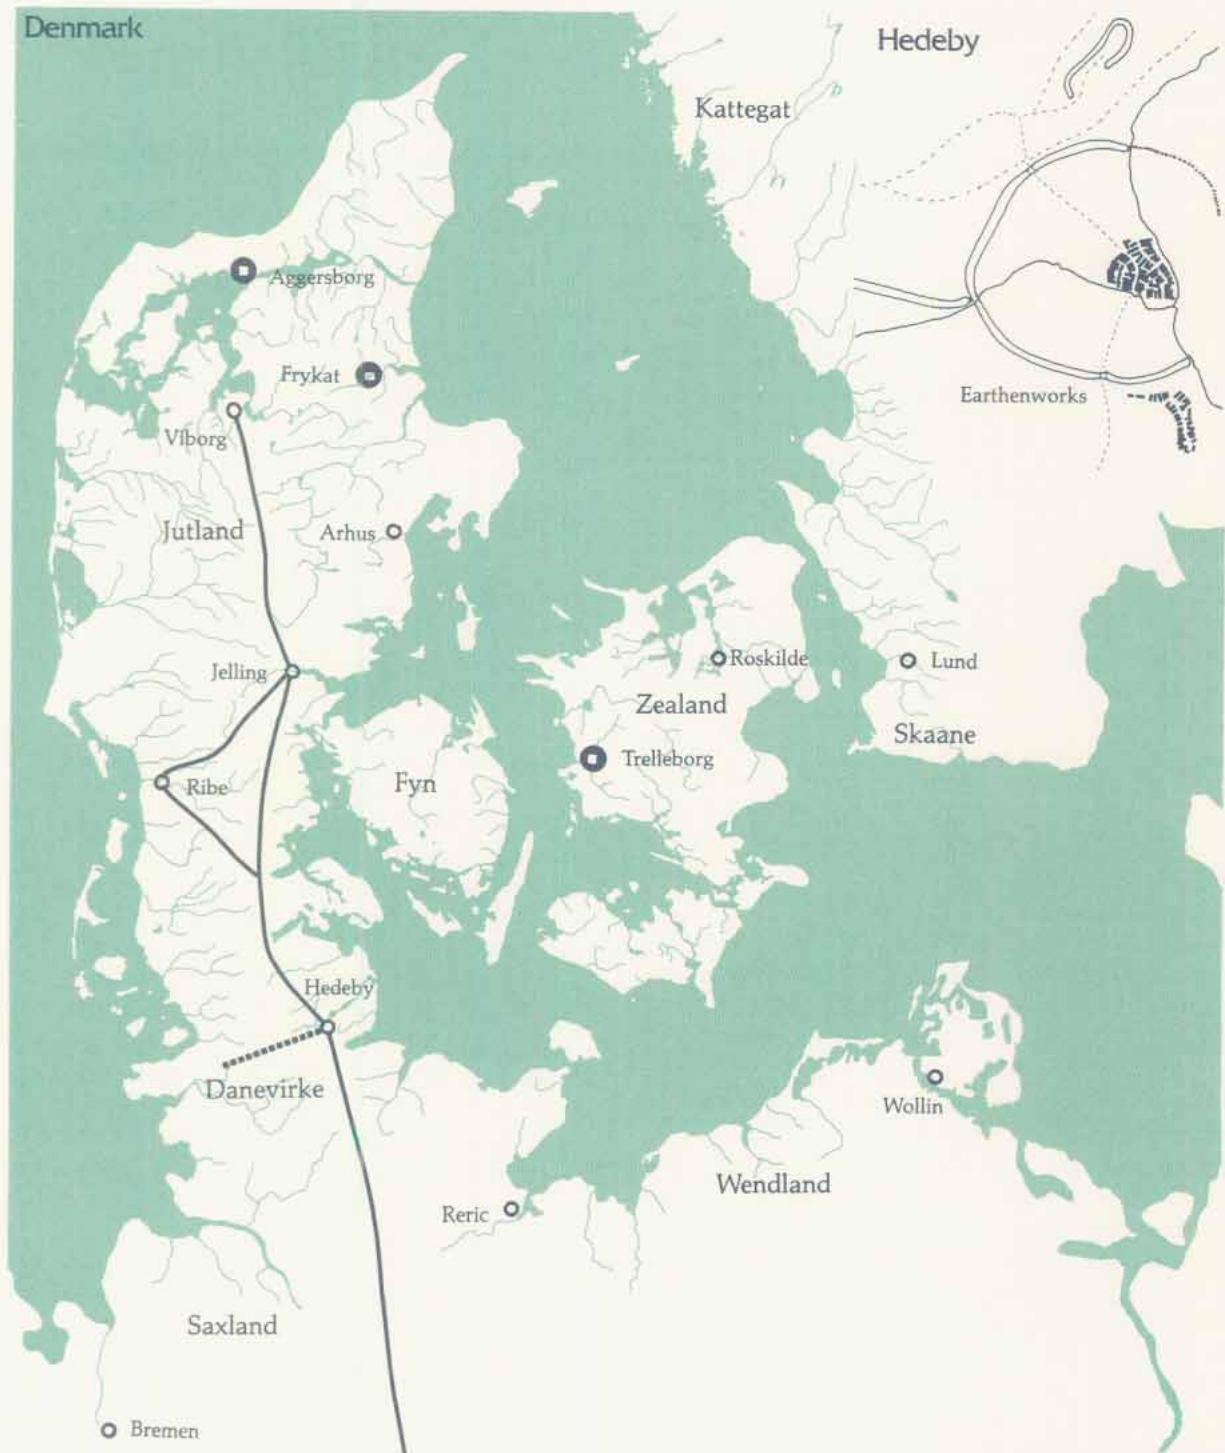 Denmark
Hedeby
Kattegat
Aggersborg
Frykat
Earthenworks
Viborg
Jutland
Arhus
Jelling
Roskilde
Lund
Zealand
Skaane
Trelleborg
Fyn
Ribe
Hedeby
Danevirke
Wollin
Wendland
Reric
Saxland
Bremen